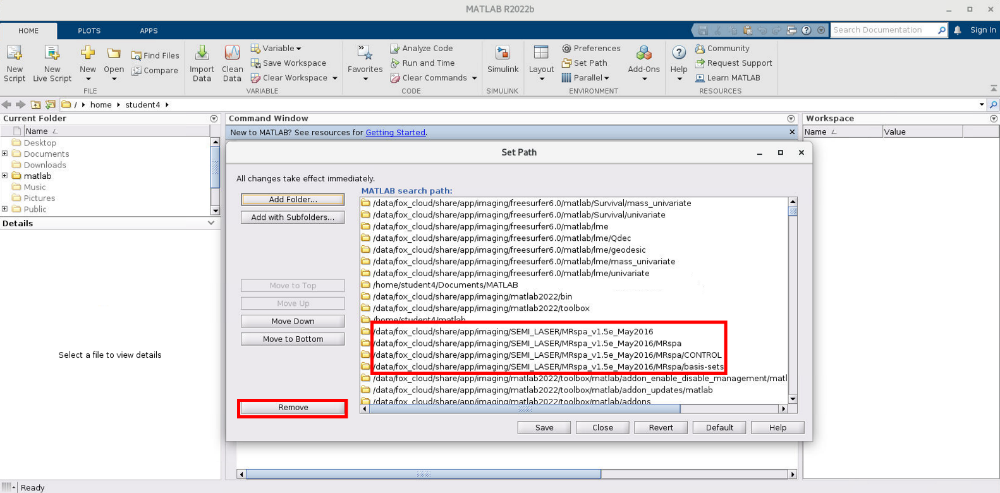 MATLAB R2022b
HOME PLOTS APPS
Search Documentation
Sign In
New Script
New Live Script
New
Open
Find Files
Compare
FILE
Import Data
Clean Data
Variable
Save Workspace
Clear Workspace
VARIABLE
Favorites
Analyze Code
Run and Time
Clear Commands
CODE
Simulink
SIMULINK
Layout
Preferences
Set Path
Parallel
Add-Ons
ENVIRONMENT
Help
Community
Request Support
Learn MATLAB
RESOURCES
/ home student4
Current Folder
Name
Desktop
Documents
Downloads
matlab
Music
Pictures
Public
Details
Select a file to view details
Command Window
New to MATLAB? See resources for Getting Started.
Workspace
Name Value
Set Path
All changes take effect immediately.
MATLAB search path:
Add Folder...
Add with Subfolders...
Move to Top
Move Up
Move Down
Move to Bottom
Remove
/data/fox_cloud/share/app/imaging/freesurfer6.0/matlab/Survival/mass_univariate
/data/fox_cloud/share/app/imaging/freesurfer6.0/matlab/Survival/univariate
/data/fox_cloud/share/app/imaging/freesurfer6.0/matlab/lme
/data/fox_cloud/share/app/imaging/freesurfer6.0/matlab/lme/Qdec
/data/fox_cloud/share/app/imaging/freesurfer6.0/matlab/lme/geodesic
/data/fox_cloud/share/app/imaging/freesurfer6.0/matlab/lme/mass_univariate
/data/fox_cloud/share/app/imaging/freesurfer6.0/matlab/lme/univariate
/home/student4/Documents/MATLAB
/data/fox_cloud/share/app/imaging/matlab2022/bin
/data/fox_cloud/share/app/imaging/matlab2022/toolbox
/home/student4/matlab
/data/fox_cloud/share/app/imaging/SEMI_LASER/MRspa_v1.5e_May2016
/data/fox_cloud/share/app/imaging/SEMI_LASER/MRspa_v1.5e_May2016/MRspa
/data/fox_cloud/share/app/imaging/SEMI_LASER/MRspa_v1.5e_May2016/MRspa/CONTROL
/data/fox_cloud/share/app/imaging/SEMI_LASER/MRspa_v1.5e_May2016/MRspa/basis-sets
/data/fox_cloud/share/app/imaging/matlab2022/toolbox/matlab/addon_enable_disable_management/matl
/data/fox_cloud/share/app/imaging/matlab2022/toolbox/matlab/addon_updates/matlab
/data/fox_cloud/share/app/imaging/matlab2022/toolbox/matlab/addons
Save Close Revert Default Help
Ready